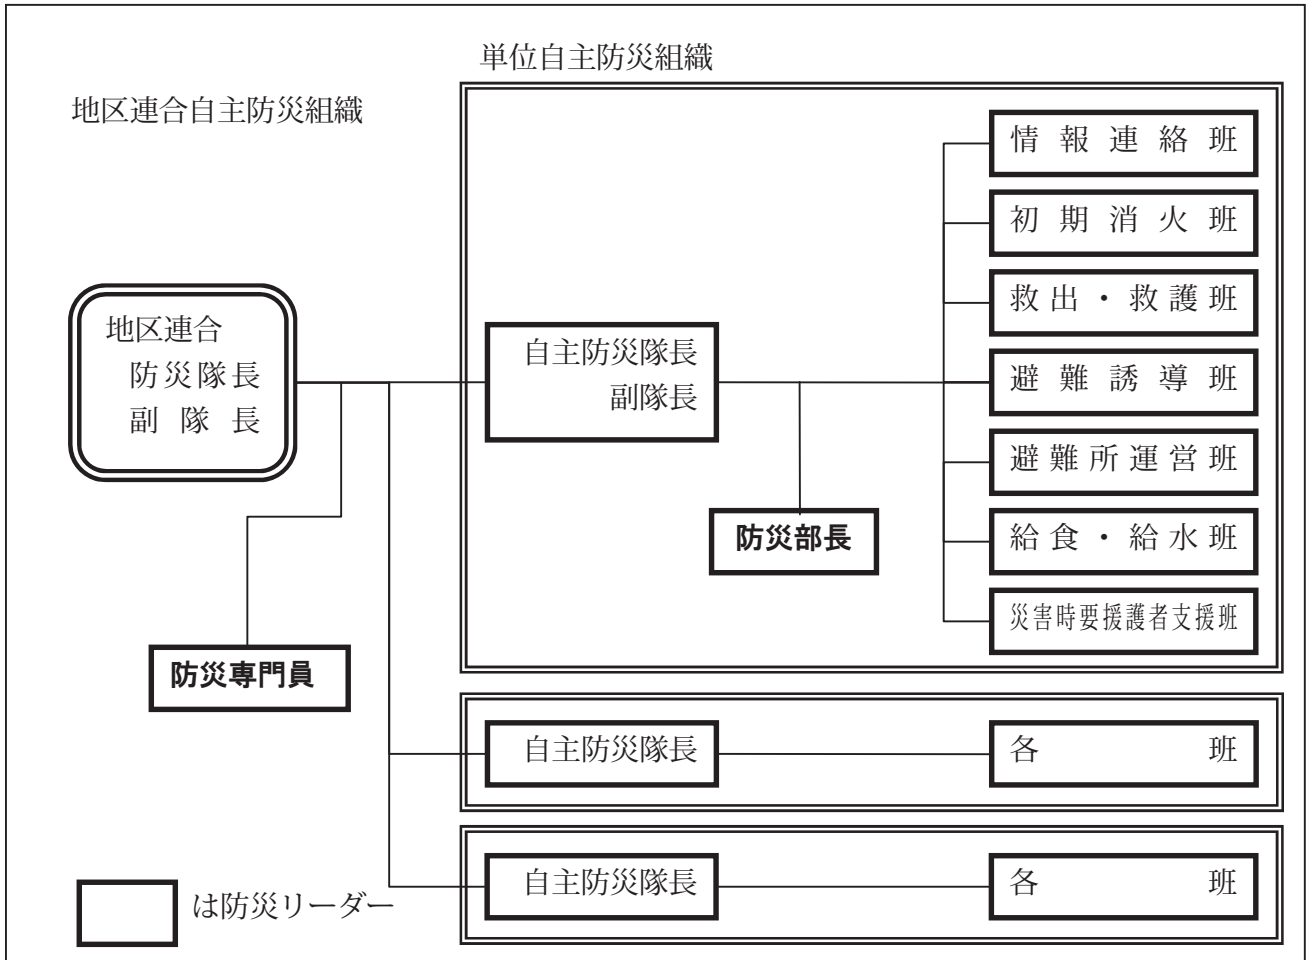 単位自主防災組織
地区連合自主防災組織
情報連絡班
初期消火班
救出・救護班
地区連合
防災隊長
副隊長
自主防災隊長
副隊長
避難誘導班
避難所運営班
防災部長
給食・給水班
災害時要援護者支援班
防災専門員
自主防災隊長
各班
自主防災隊長
各班
は防災リーダー